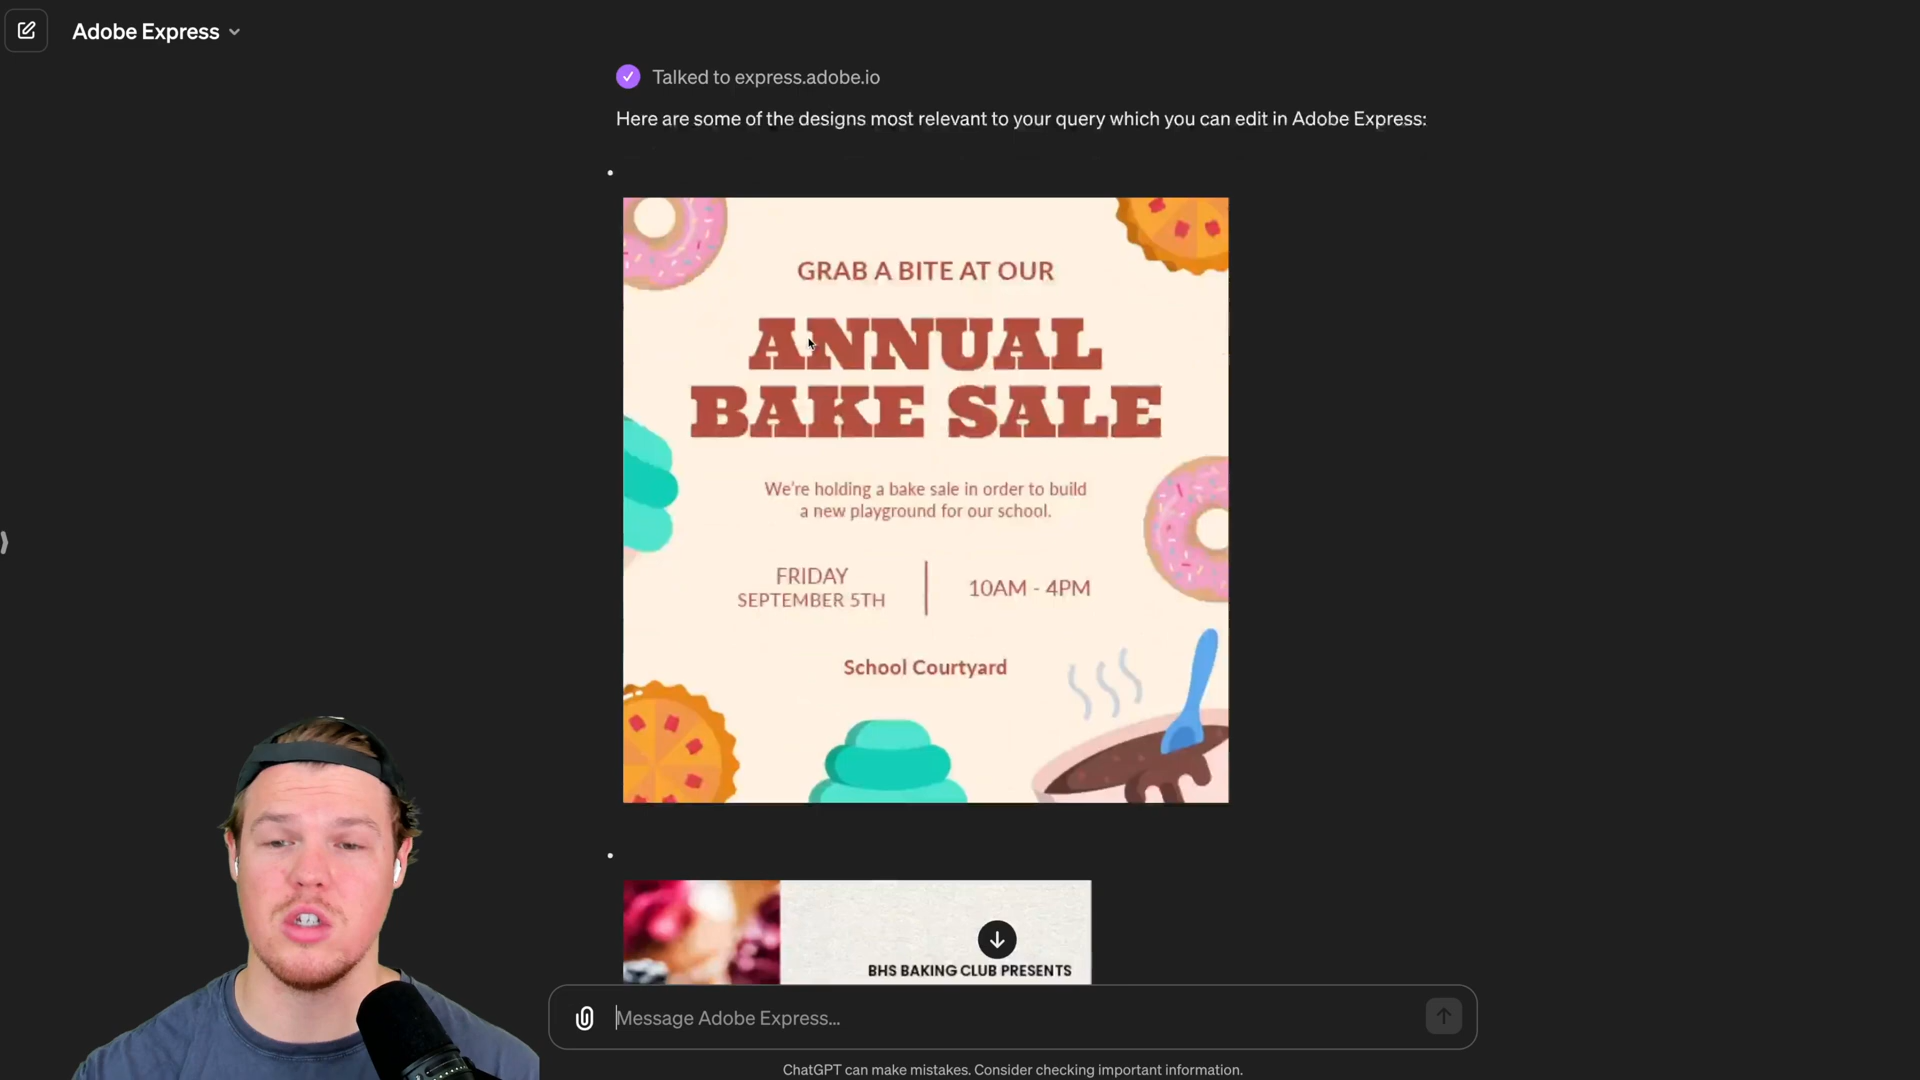 Adobe Express
Talked to express.adobe.io
Here are some of the designs most relevant to your query which you can edit in Adobe Express:
GRAB A BITE AT OUR
ANNUAL
BAKE SALE
We're holding a bake sale in order to build
a new playground for our school.
FRIDAY
SEPTEMBER 5TH
10AM - 4PM
School Courtyard
BHS BAKING CLUB PRESENTS
Message Adobe Express...
ChatGPT can make mistakes. Consider checking important information.